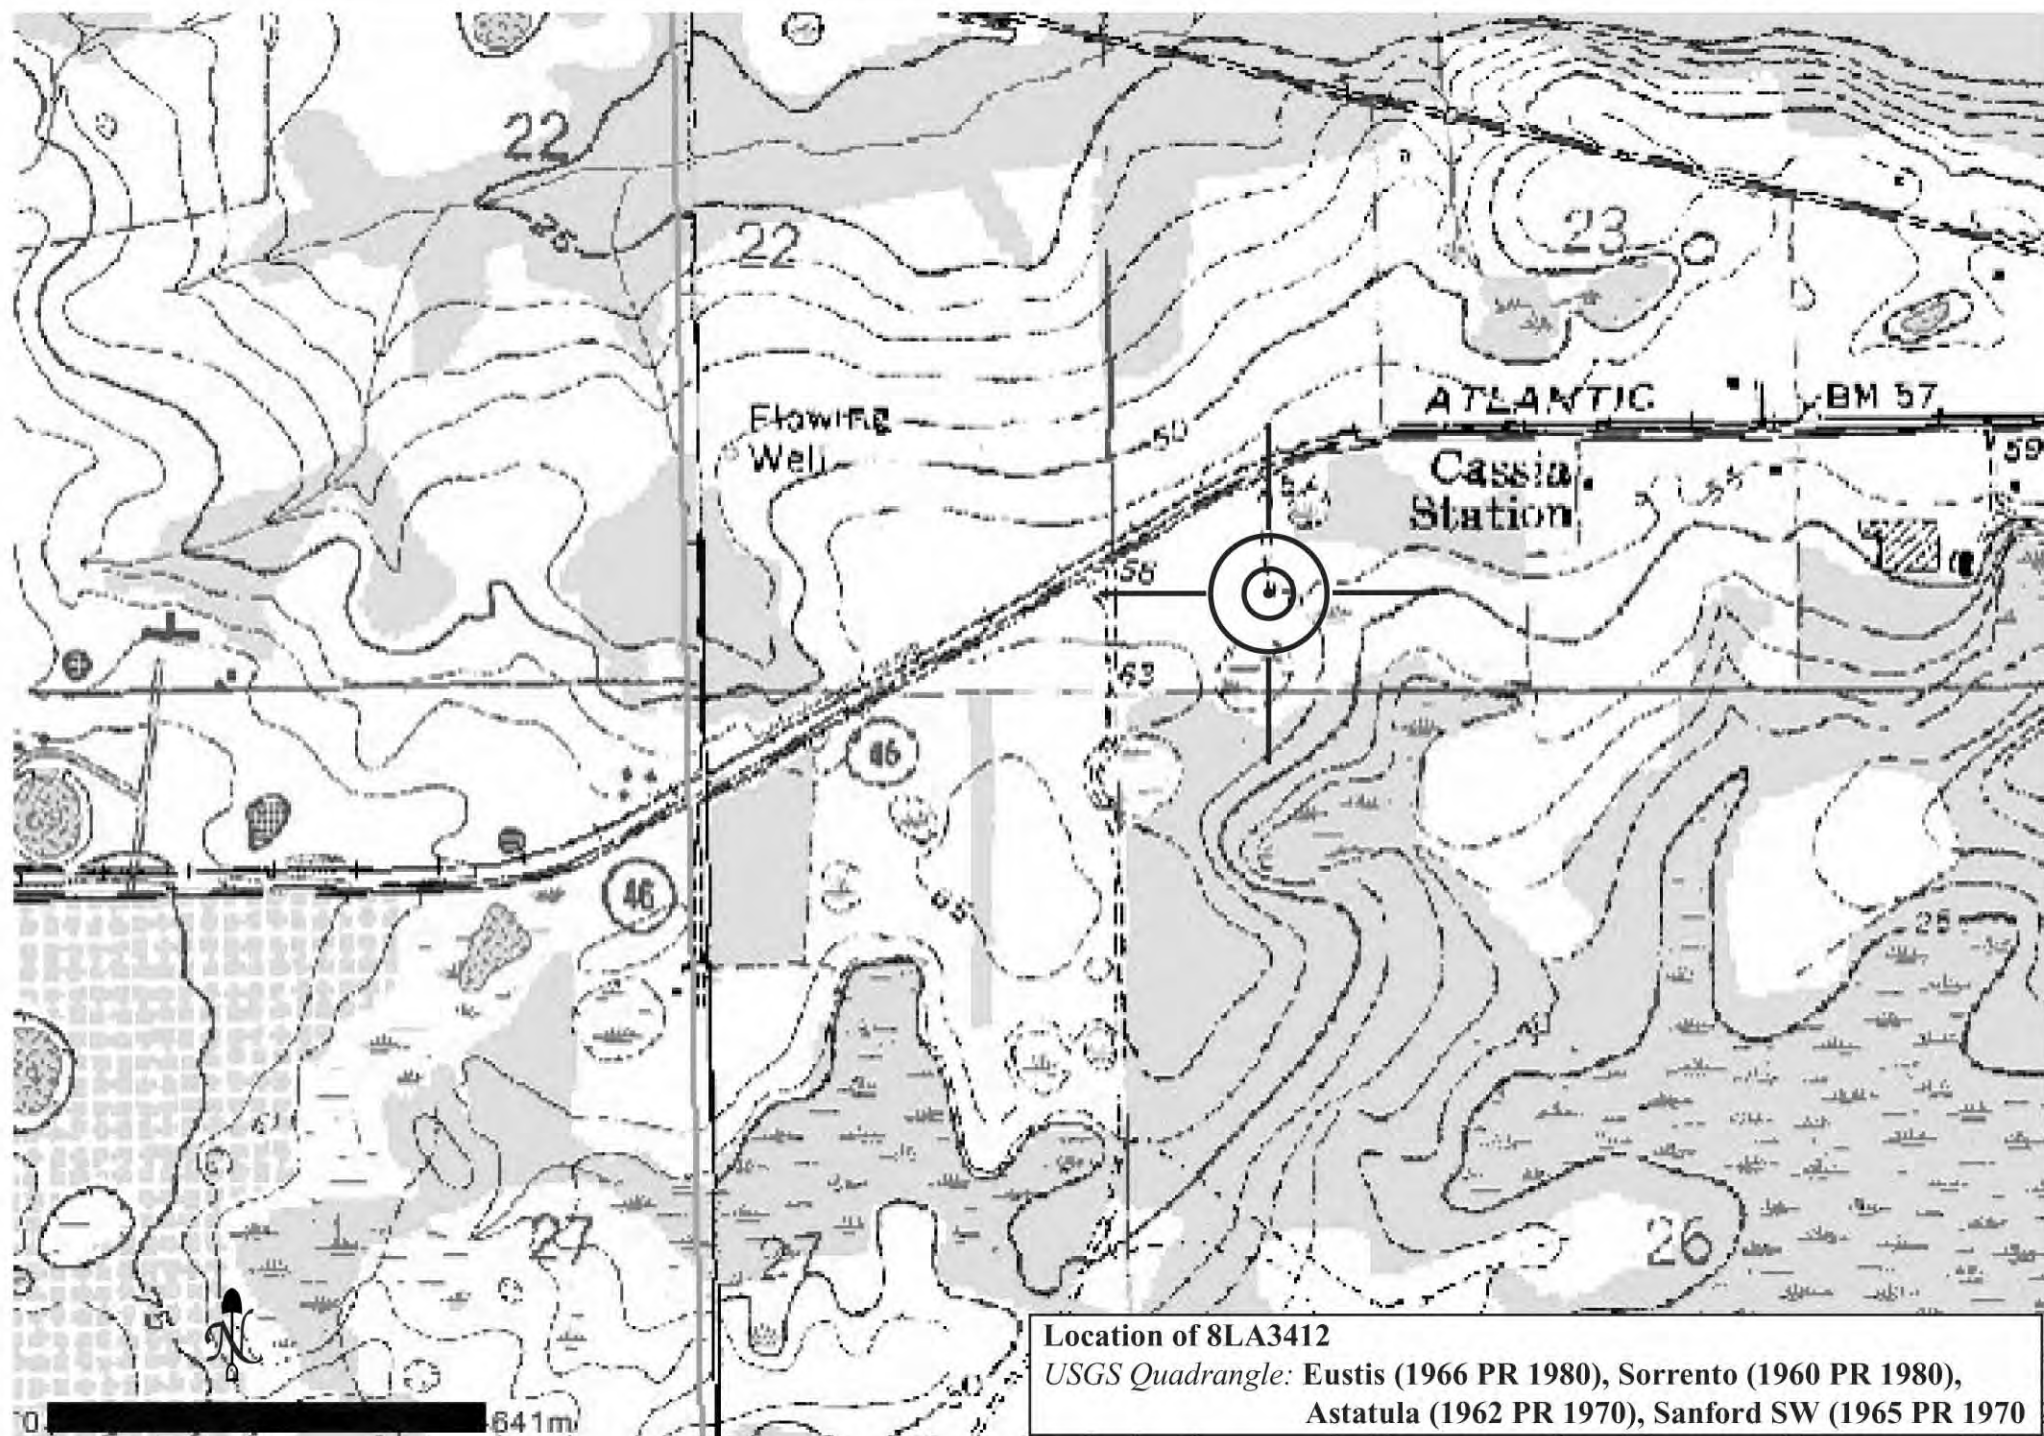 22
25
22
23
ATLANTIC
BM 57
Flowing
Well
50
Cassia
Station
55
59
56
63
46
65
46
25
27
27
26
N
Location of 8LA3412
USGS Quadrangle: Eustis (1966 PR 1980), Sorrento (1960 PR 1980),
Astatula (1962 PR 1970), Sanford SW (1965 PR 1970
0
641m